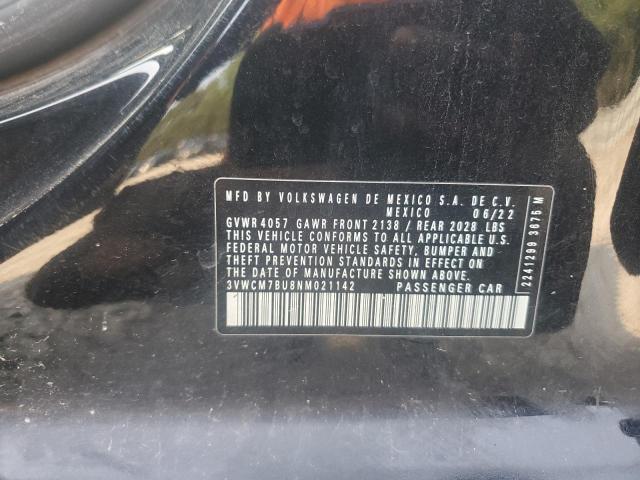 MFD BY VOLKSWAGEN DE MEXICO S.A. DE C.V.
MEXICO 06/22
GVWR 4057 GAWR FRONT 2138 / REAR 2028 LBS
THIS VEHICLE CONFORMS TO ALL APPLICABLE U.S.
FEDERAL MOTOR VEHICLE SAFETY, BUMPER AND
THEFT PREVENTION STANDARDS IN EFFECT ON
THE DATE OF MANUFACTURE SHOWN ABOVE.
3VWCM7BU8NM021142 PASSENGER CAR
2241289 3675 M